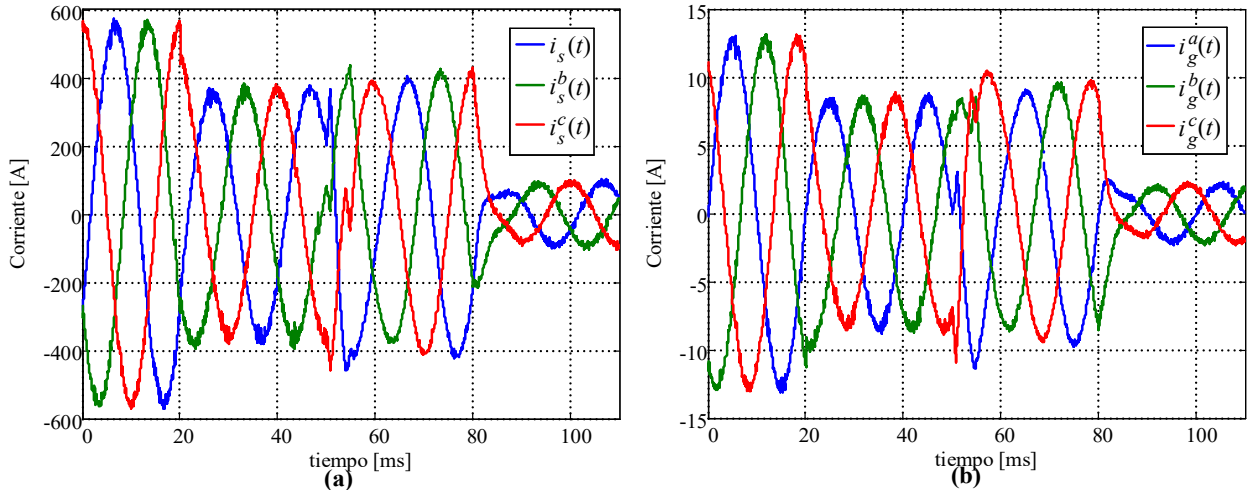 600
400
200
0
-200
-400
-600
Corriente [A]
i_s(t)
i_s^b(t)
i_s^c(t)
0 20 40 60 80 100
tiempo [ms]
(a)
15
10
5
0
-5
-10
-15
Corriente [A]
i_g^a(t)
i_g^b(t)
i_g^c(t)
0 20 40 60 80 100
tiempo [ms]
(b)